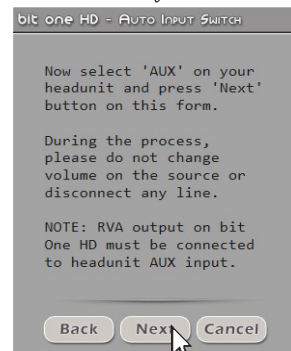 bit one HD - Auto Input Switch
Now select 'AUX' on your
headunit and press 'Next'
button on this form.
During the process,
please do not change
volume on the source or
disconnect any line.
NOTE: RVA output on bit
One HD must be connected
to headunit AUX input.
Back Next Cancel